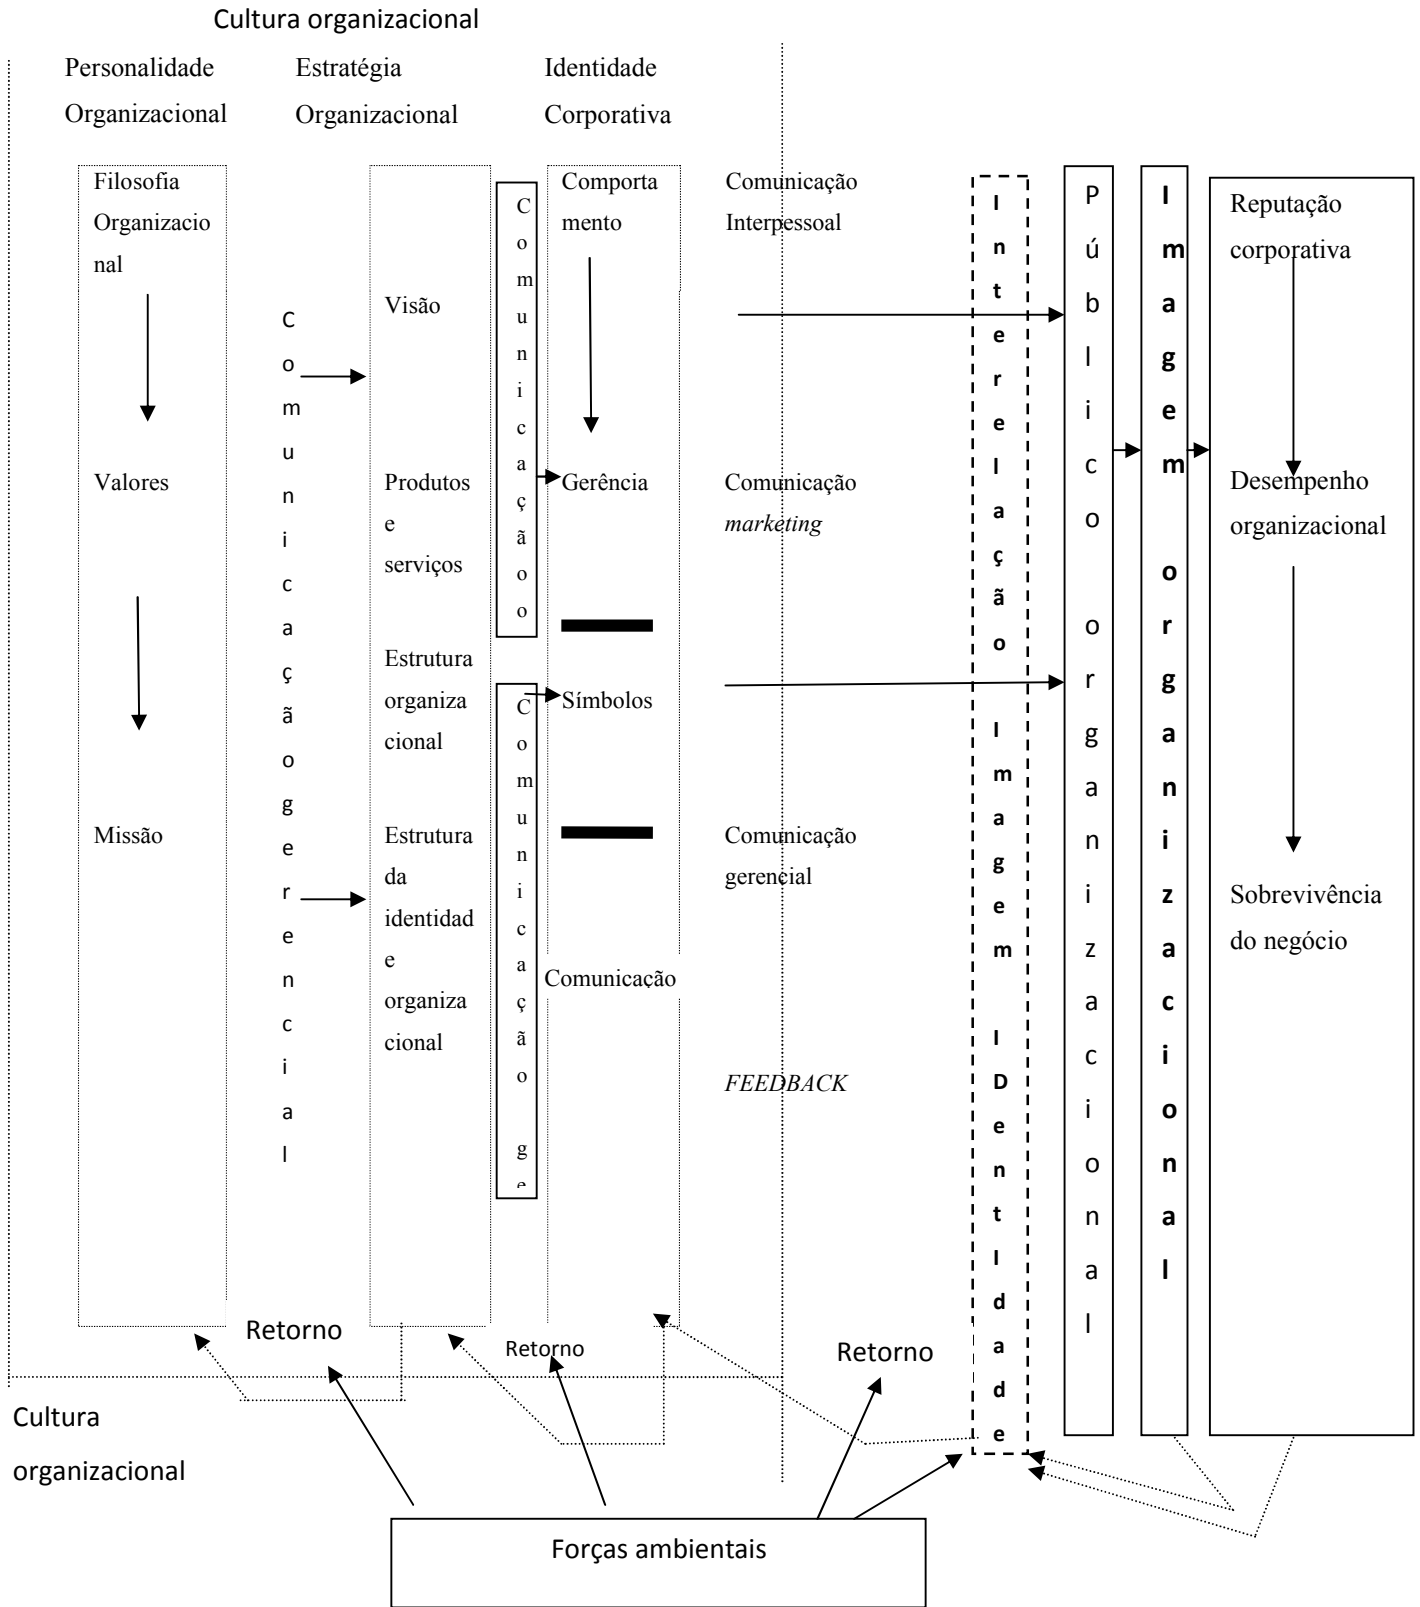 Cultura organizacional
Personalidade
Organizacional
Estratégia
Organizacional
Identidade
Corporativa
Filosofia
Organizacio
nal
Valores
Missão
Comunicação gerencial
Visão
Produtos
e
serviços
Estrutura
organiza
cional
Estrutura
da
identidad
e
organiza
cional
Comunicaçãoo
Comunicação ge
Comporta
mento
Gerência
Símbolos
Comunicação
Comunicação
Interpessoal
Comunicação
marketing
Comunicação
gerencial
FEEDBACK
Interelação Imagem IDentIdade
Público organizacional
Imagem organizacional
Reputação
corporativa
Desempenho
organizacional
Sobrevivência
do negócio
Retorno
Retorno
Retorno
Cultura
organizacional
Forças ambientais